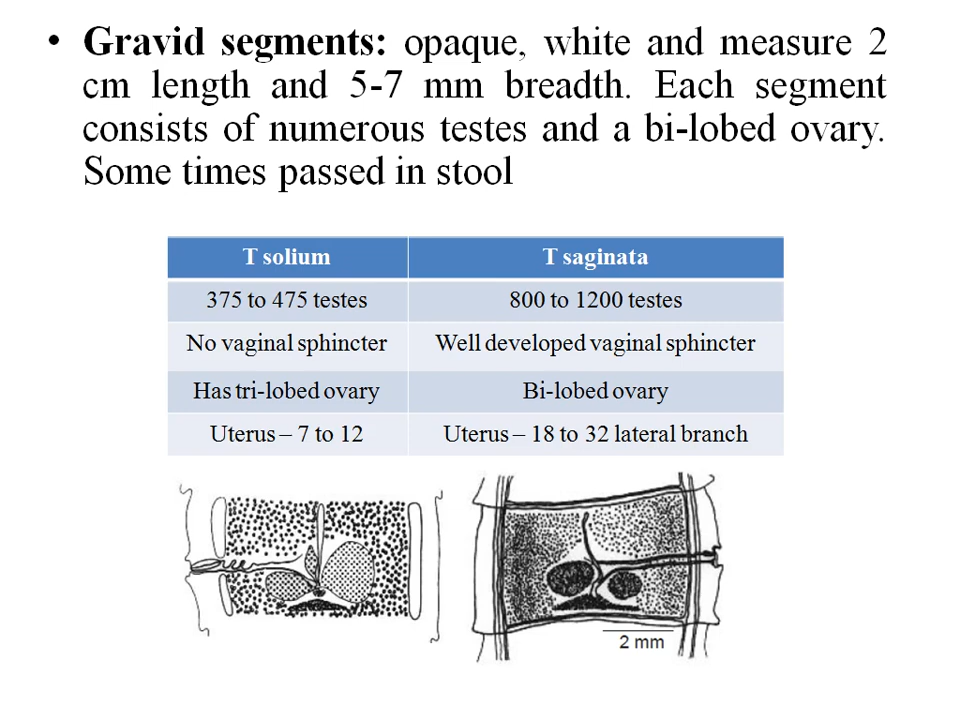 • Gravid segments: opaque, white and measure 2
cm length and 5-7 mm breadth. Each segment
consists of numerous testes and a bi-lobed ovary.
Some times passed in stool
T solium T saginata
375 to 475 testes 800 to 1200 testes
No vaginal sphincter Well developed vaginal sphincter
Has tri-lobed ovary Bi-lobed ovary
Uterus – 7 to 12 Uterus – 18 to 32 lateral branch
2 mm